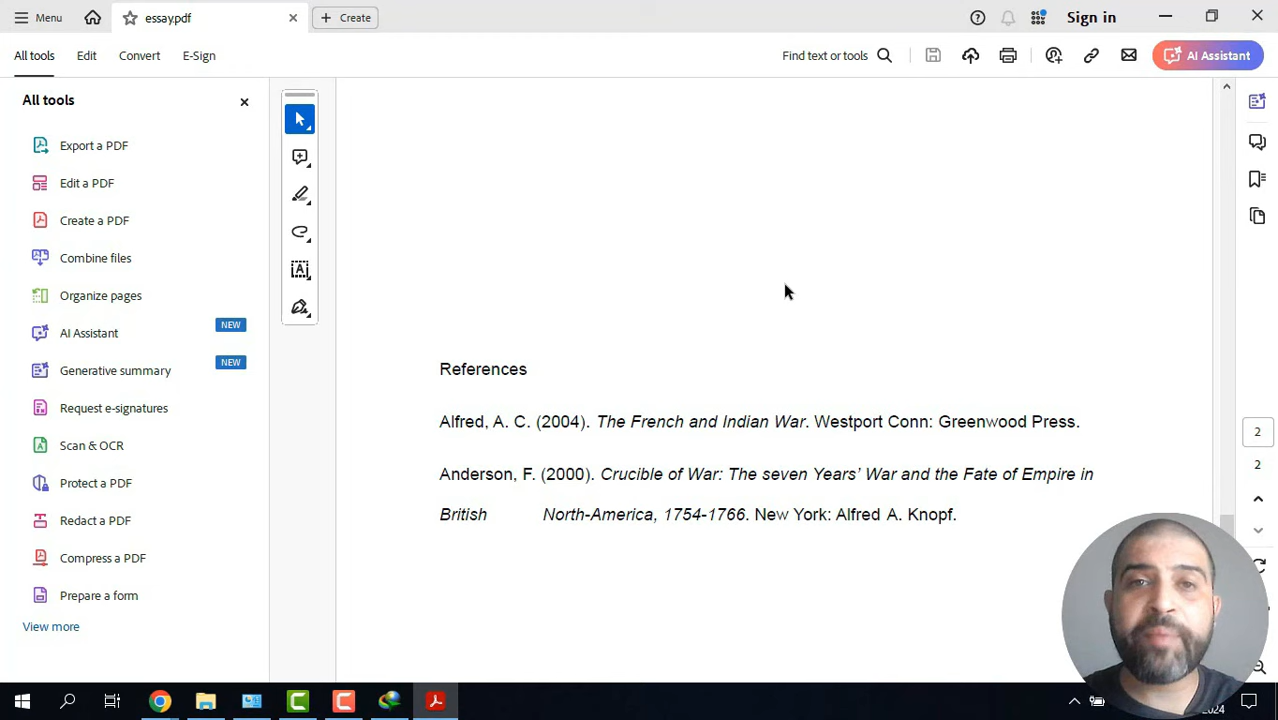 Menu
essay.pdf
Create
Sign in
All tools
Edit
Convert
E-Sign
Find text or tools
AI Assistant
All tools
Export a PDF
Edit a PDF
Create a PDF
Combine files
Organize pages
AI Assistant
NEW
Generative summary
NEW
Request e-signatures
Scan & OCR
Protect a PDF
Redact a PDF
Compress a PDF
Prepare a form
View more
References
Alfred, A. C. (2004). The French and Indian War. Westport Conn: Greenwood Press.
Anderson, F. (2000). Crucible of War: The seven Years’ War and the Fate of Empire in
British North-America, 1754-1766. New York: Alfred A. Knopf.
2
2